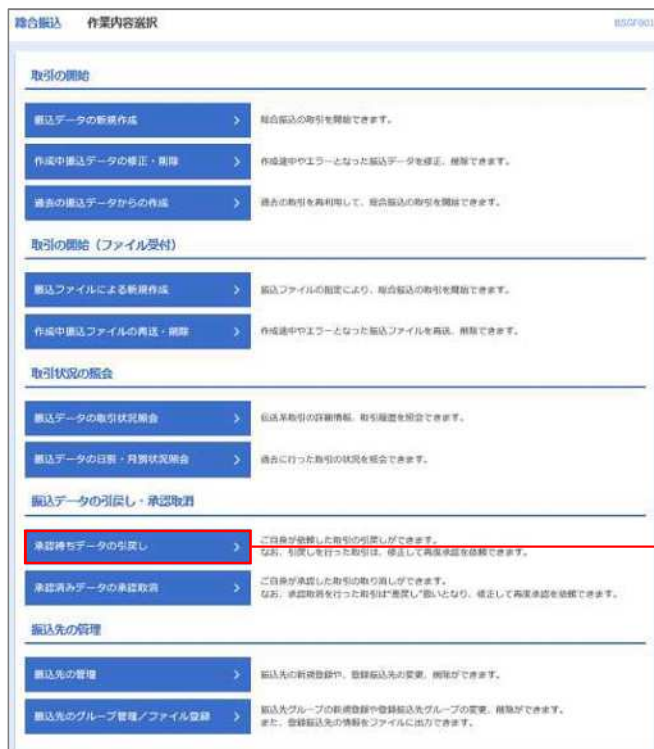 総合振込 作業内容選択 BSGF001
取引の開始
振込データの新規作成 総合振込の取引を開始できます。
作成中振込データの修正・削除 作成途中やエラーとなった振込データを修正、削除できます。
過去の振込データからの作成 過去の取引を再利用して、総合振込の取引を開始できます。
取引の開始（ファイル受付）
振込ファイルによる新規作成 振込ファイルの指定により、総合振込の取引を開始できます。
作成中振込ファイルの再送・削除 作成途中やエラーとなった振込ファイルを再送、削除できます。
取引状況の照会
振込データの取引状況照会 伝送系取引の詳細情報、取引履歴を照会できます。
振込データの日別・月別状況照会 過去に行った取引の状況を照会できます。
振込データの引戻し・承認取消
承認待ちデータの引戻し ご自身が依頼した取引の引戻しができます。
なお、引戻しを行った取引は、修正して再度承認を依頼できます。
承認済みデータの承認取消 ご自身が承認した取引の取り消しができます。
なお、承認取消を行った取引は"差戻し"扱いとなり、修正して再度承認を依頼できます。
振込先の管理
振込先の管理 振込先の新規登録や、登録振込先の変更、削除ができます。
振込先のグループ管理／ファイル登録 振込先グループの新規登録や登録振込先グループの変更、削除ができます。
また、登録振込先の情報をファイルに出力できます。